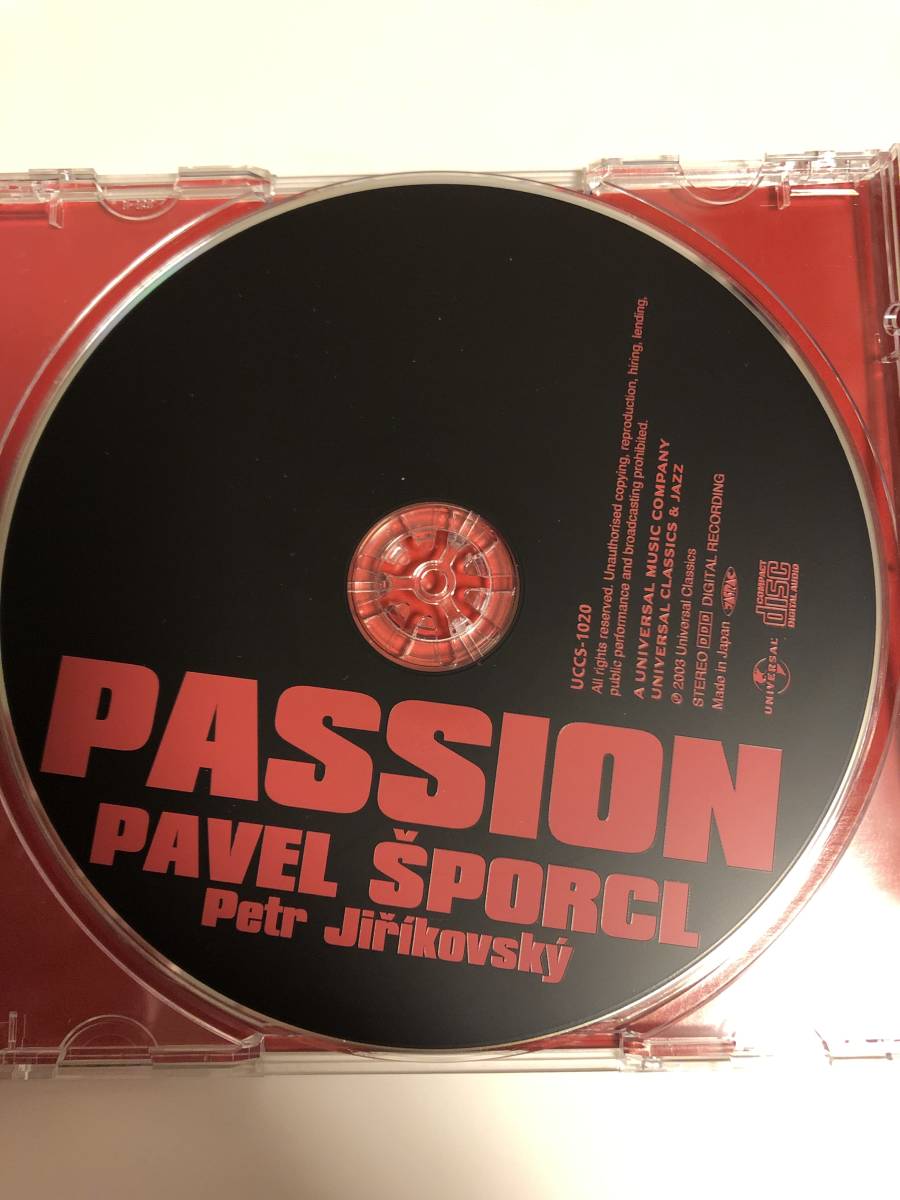 PASSION
PAVEL ŠPORCL
Petr Jiříkovský
UCCS-1020
All rights reserved. Unauthorised copying, reproduction, hiring, lending,
public performance and broadcasting prohibited.
A UNIVERSAL MUSIC COMPANY
UNIVERSAL CLASSICS & JAZZ
℗ 2003 Universal Classics
STEREO DDD DIGITAL RECORDING
Made in Japan JASRAC
UNIVERSAL
COMPACT
disc
DIGITAL AUDIO